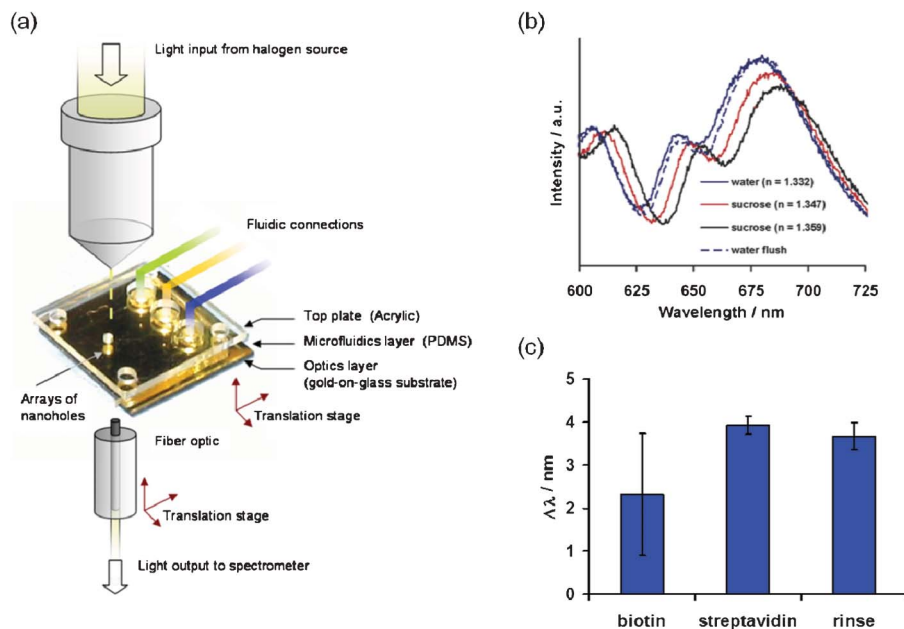 (a)
Light input from halogen source
Fluidic connections
Top plate (Acrylic)
Microfluidics layer (PDMS)
Optics layer
(gold-on-glass substrate)
Arrays of
nanoholes
Translation stage
Fiber optic
Translation stage
Light output to spectrometer
(b)
Intensity / a.u.
water (n = 1.332)
sucrose (n = 1.347)
sucrose (n = 1.359)
water flush
600 625 650 675 700 725
Wavelength / nm
(c)
5
4
3
2
1
0
Δλ / nm
biotin streptavidin rinse